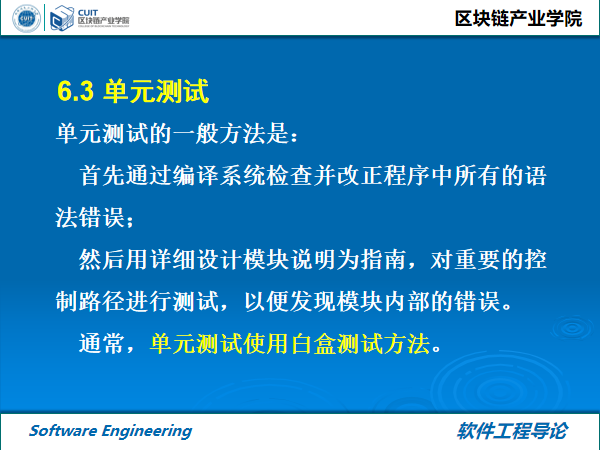 CUIT
区块链产业学院
区块链产业学院
6.3 单元测试
单元测试的一般方法是：
首先通过编译系统检查并改正程序中所有的语
法错误；
然后用详细设计模块说明为指南，对重要的控
制路径进行测试，以便发现模块内部的错误。
通常，单元测试使用白盒测试方法。
Software Engineering
软件工程导论